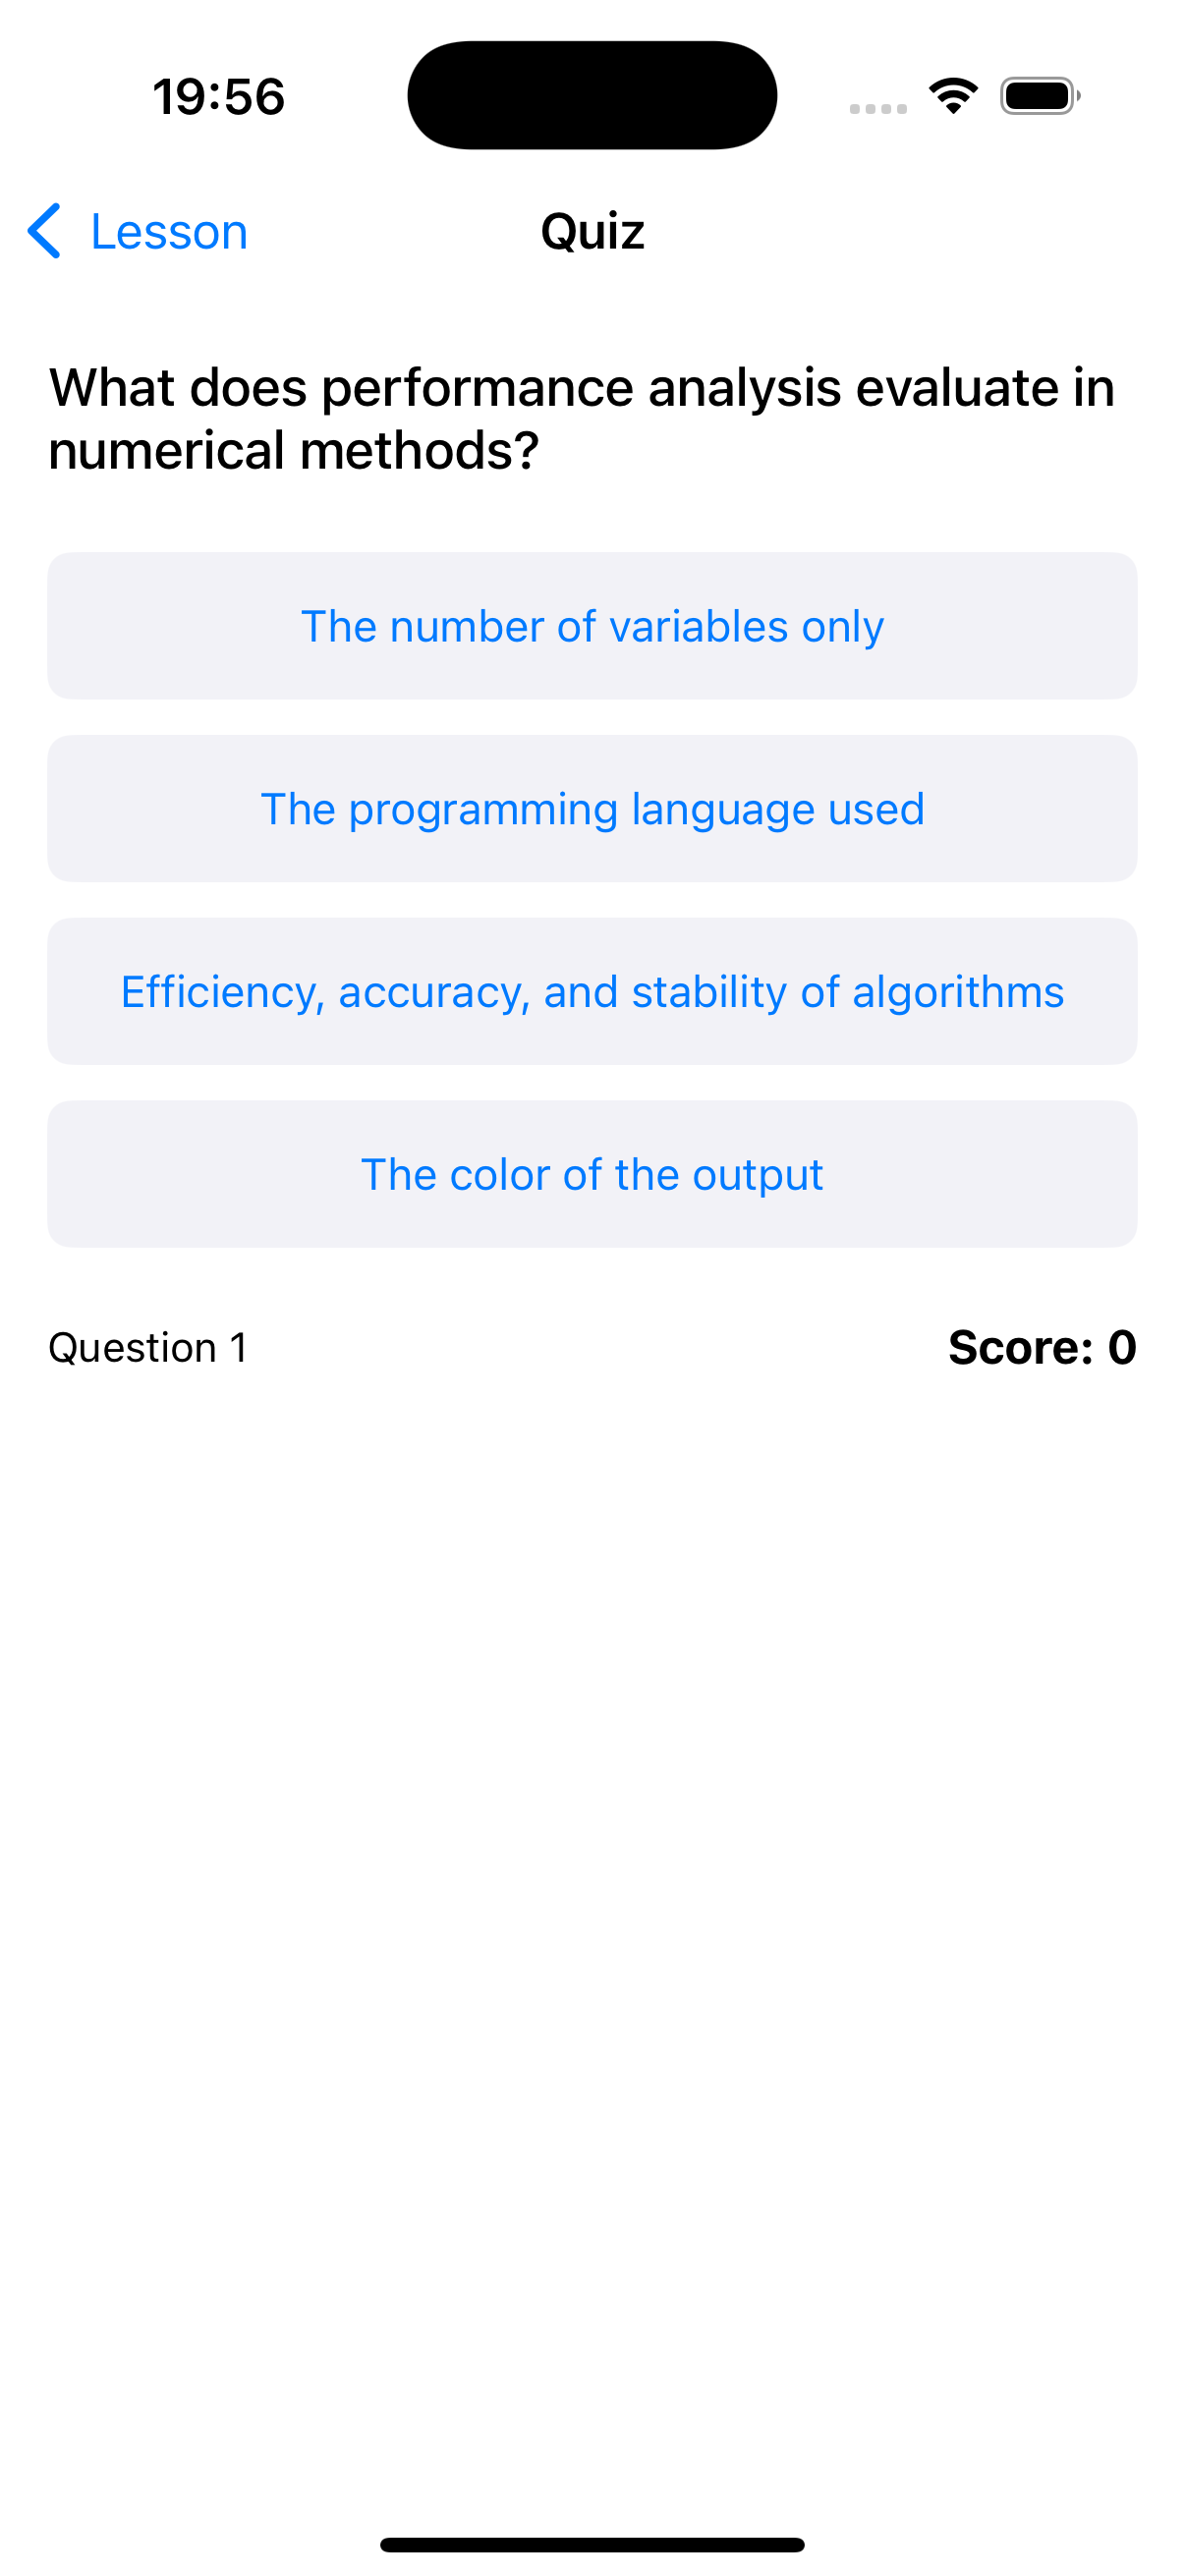 19:56
Lesson
Quiz
What does performance analysis evaluate in
numerical methods?
The number of variables only
The programming language used
Efficiency, accuracy, and stability of algorithms
The color of the output
Question 1
Score: 0